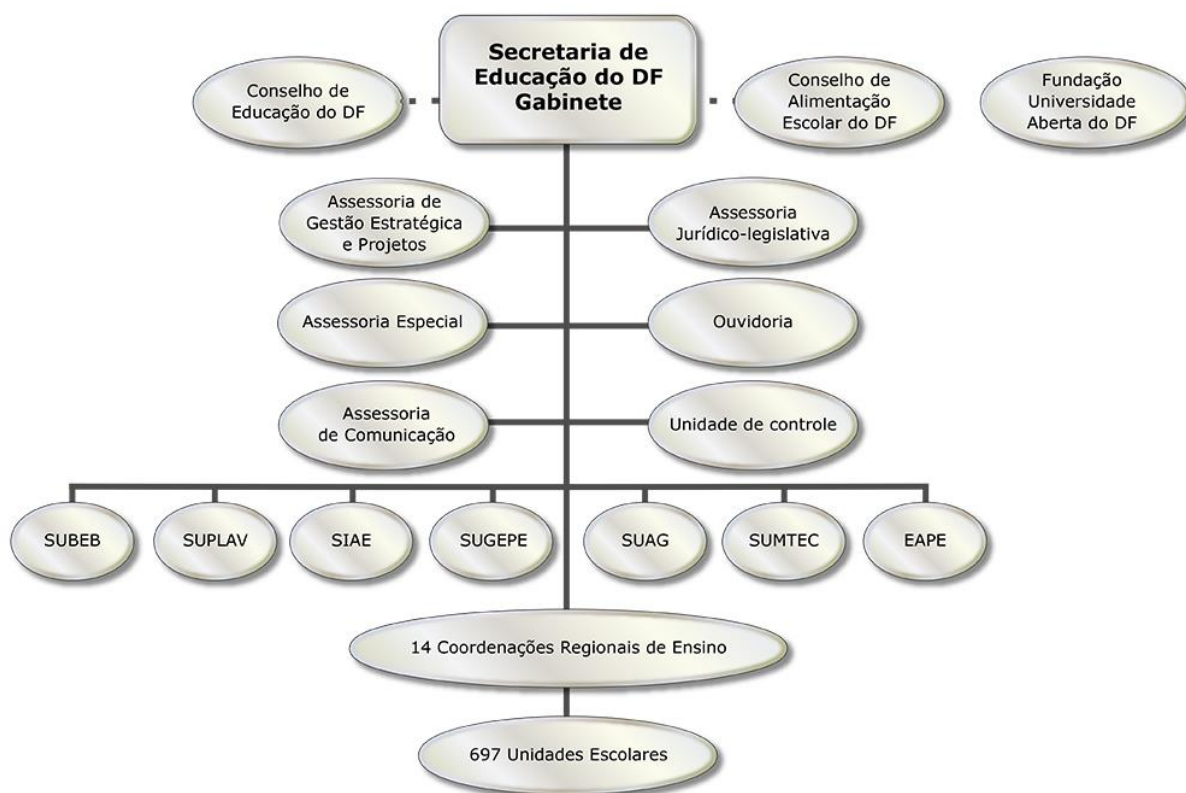 Secretaria de
Educação do DF
Gabinete
Conselho de
Educação do DF
Conselho de
Alimentação
Escolar do DF
Fundação
Universidade
Aberta do DF
Assessoria de
Gestão Estratégica
e Projetos
Assessoria
Jurídico-legislativa
Assessoria Especial
Ouvidoria
Assessoria
de Comunicação
Unidade de controle
SUBEB
SUPLAV
SIAE
SUGEPE
SUAG
SUMTEC
EAPE
14 Coordenações Regionais de Ensino
697 Unidades Escolares